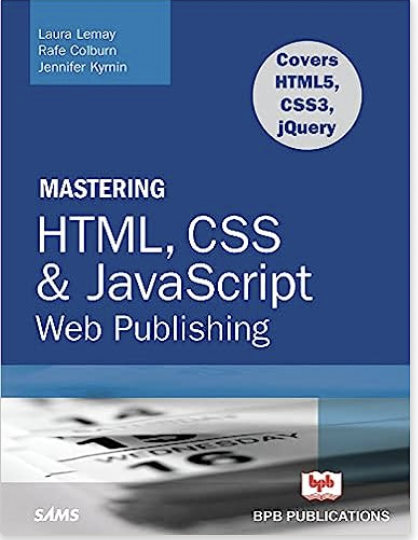 Laura Lemay
Rafe Colburn
Jennifer Kyrnin
Covers
HTML5,
CSS3,
jQuery
MASTERING
HTML, CSS
& JavaScript
Web Publishing
14
15
WEDNESDAY
16
bpb
SAMS
BPB PUBLICATIONS